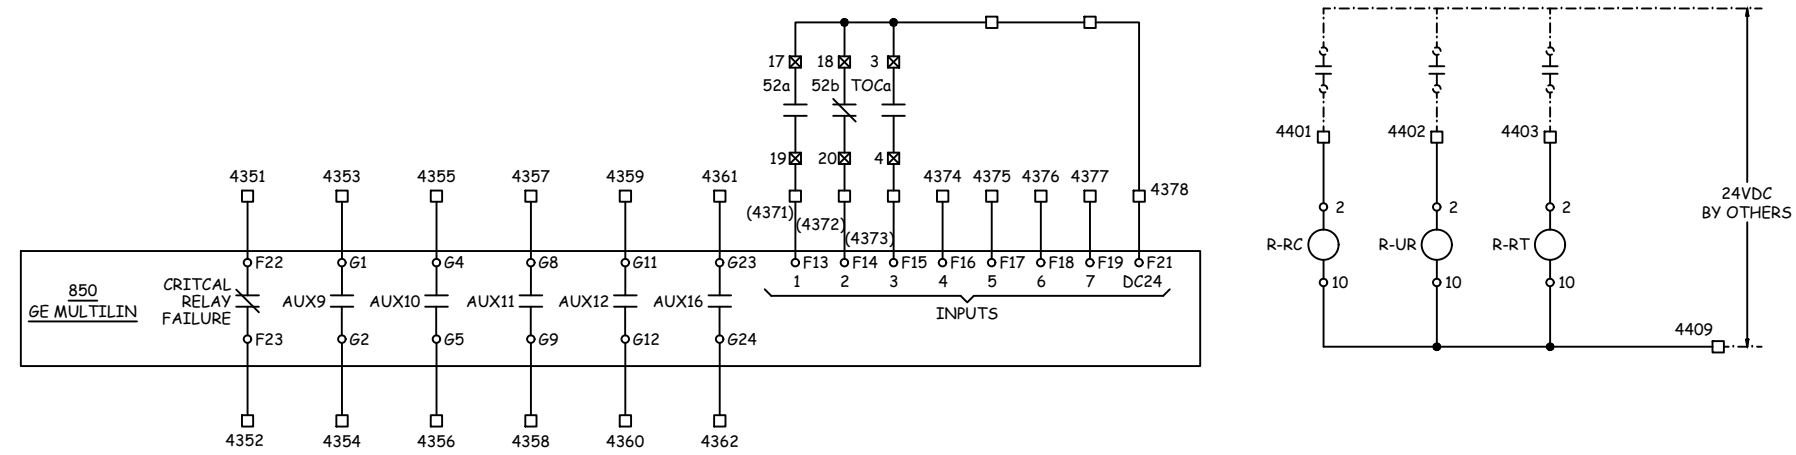 17
18
3
52a
52b
TOCa
19
20
4
4351
4353
4355
4357
4359
4361
(4371)
(4372)
(4373)
4374
4375
4376
4377
4378
850
GE MULTILIN
CRITCAL
RELAY
FAILURE
F22
F23
AUX9
G1
G2
AUX10
G4
G5
AUX11
G8
G9
AUX12
G11
G12
AUX16
G23
G24
F13
F14
F15
F16
F17
F18
F19
F21
1
2
3
4
5
6
7
DC24
INPUTS
4352
4354
4356
4358
4360
4362
4401
4402
4403
2
2
2
R-RC
R-UR
R-RT
10
10
10
4409
24VDC
BY OTHERS